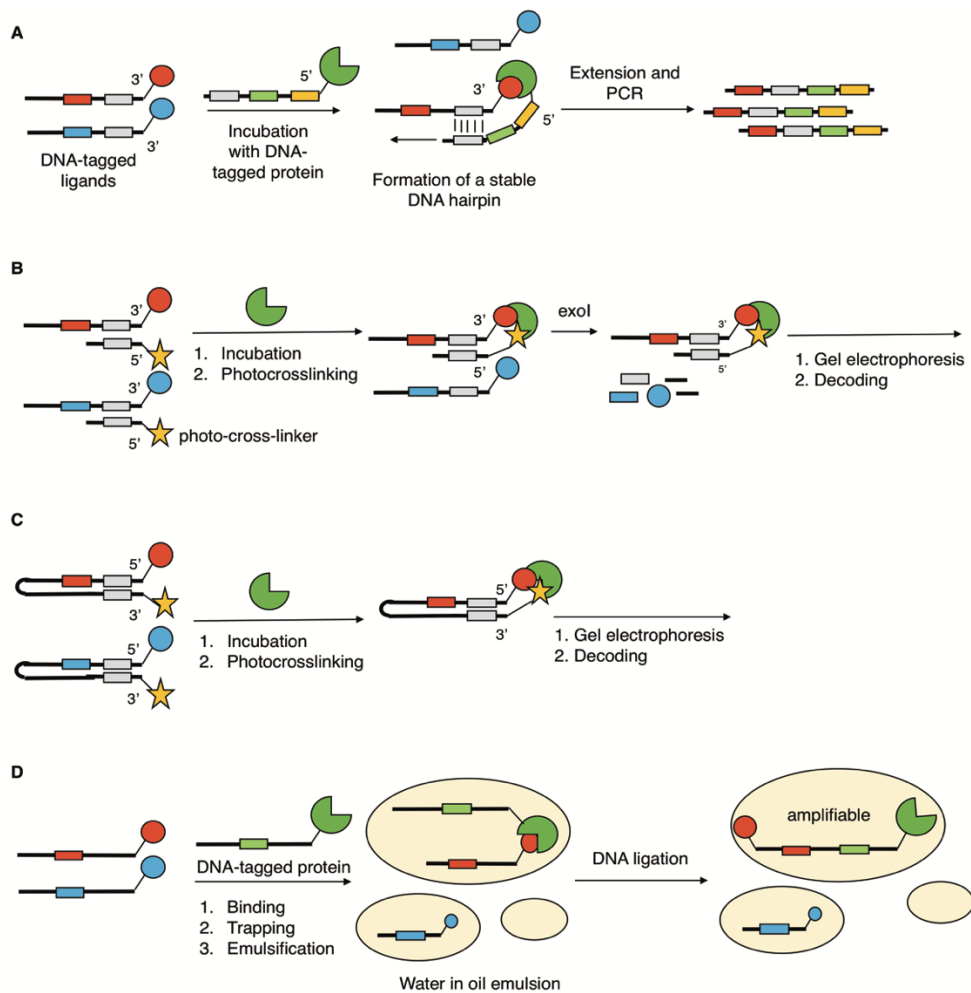 A
3’
3’
DNA-tagged
ligands
5’
Incubation
with DNA-
tagged protein
3’
5’
Formation of a stable
DNA hairpin
Extension and
PCR
B
3’
5’
3’
5’
photo-cross-linker
1. Incubation
2. Photocrosslinking
3’
5’
exoI
3’
5’
1. Gel electrophoresis
2. Decoding
C
5’
3’
5’
3’
1. Incubation
2. Photocrosslinking
5’
3’
1. Gel electrophoresis
2. Decoding
D
DNA-tagged protein
1. Binding
2. Trapping
3. Emulsification
Water in oil emulsion
DNA ligation
amplifiable